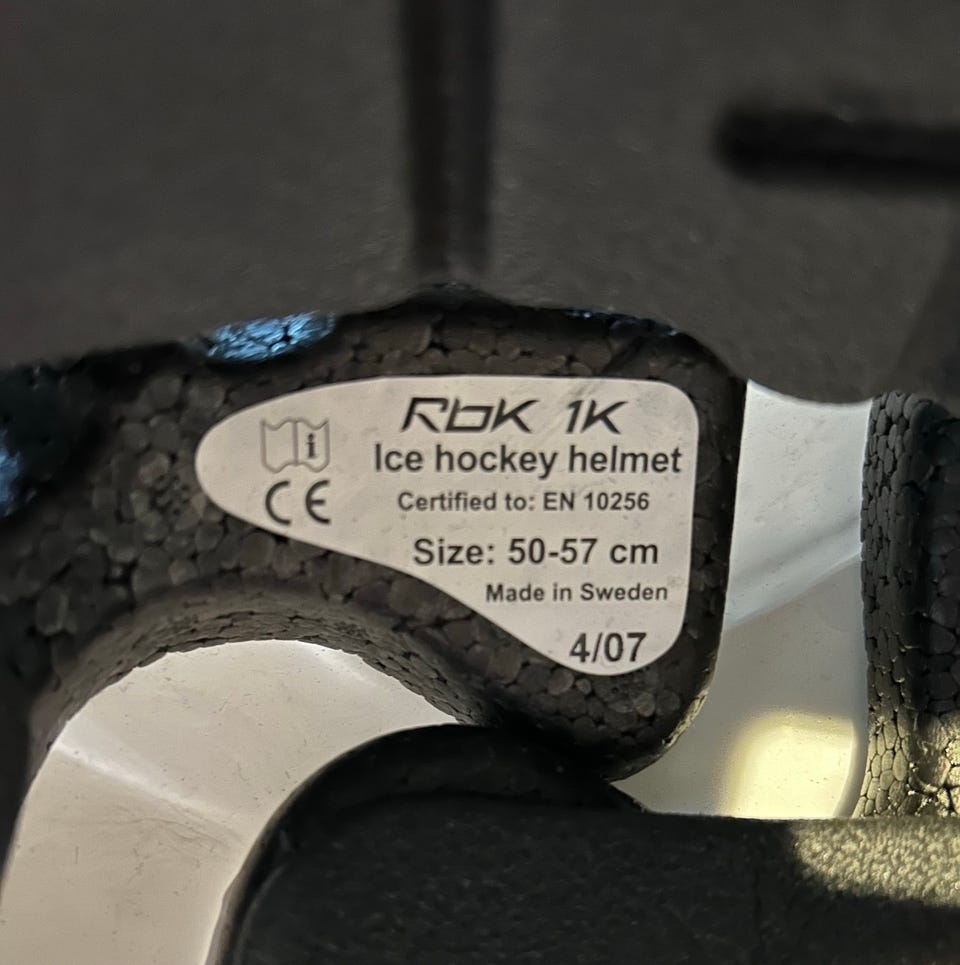 RbK 1K
Ice hockey helmet
i
CE
Certified to: EN 10256
Size: 50-57 cm
Made in Sweden
4/07